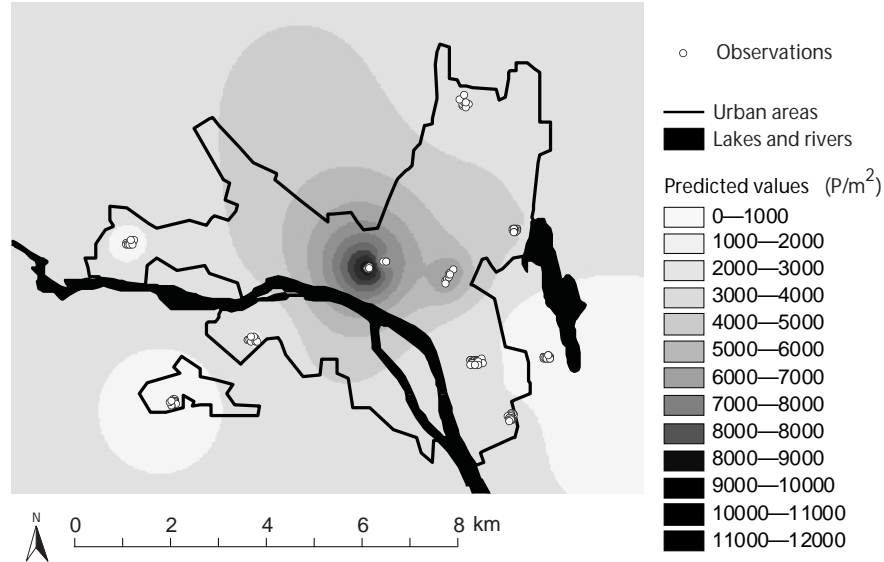 Observations
Urban areas
Lakes and rivers
Predicted values (P/m2)
0—1000
1000—2000
2000—3000
3000—4000
4000—5000
5000—6000
6000—7000
7000—8000
8000—8000
8000—9000
9000—10000
10000—11000
11000—12000
N
0 2 4 6 8 km